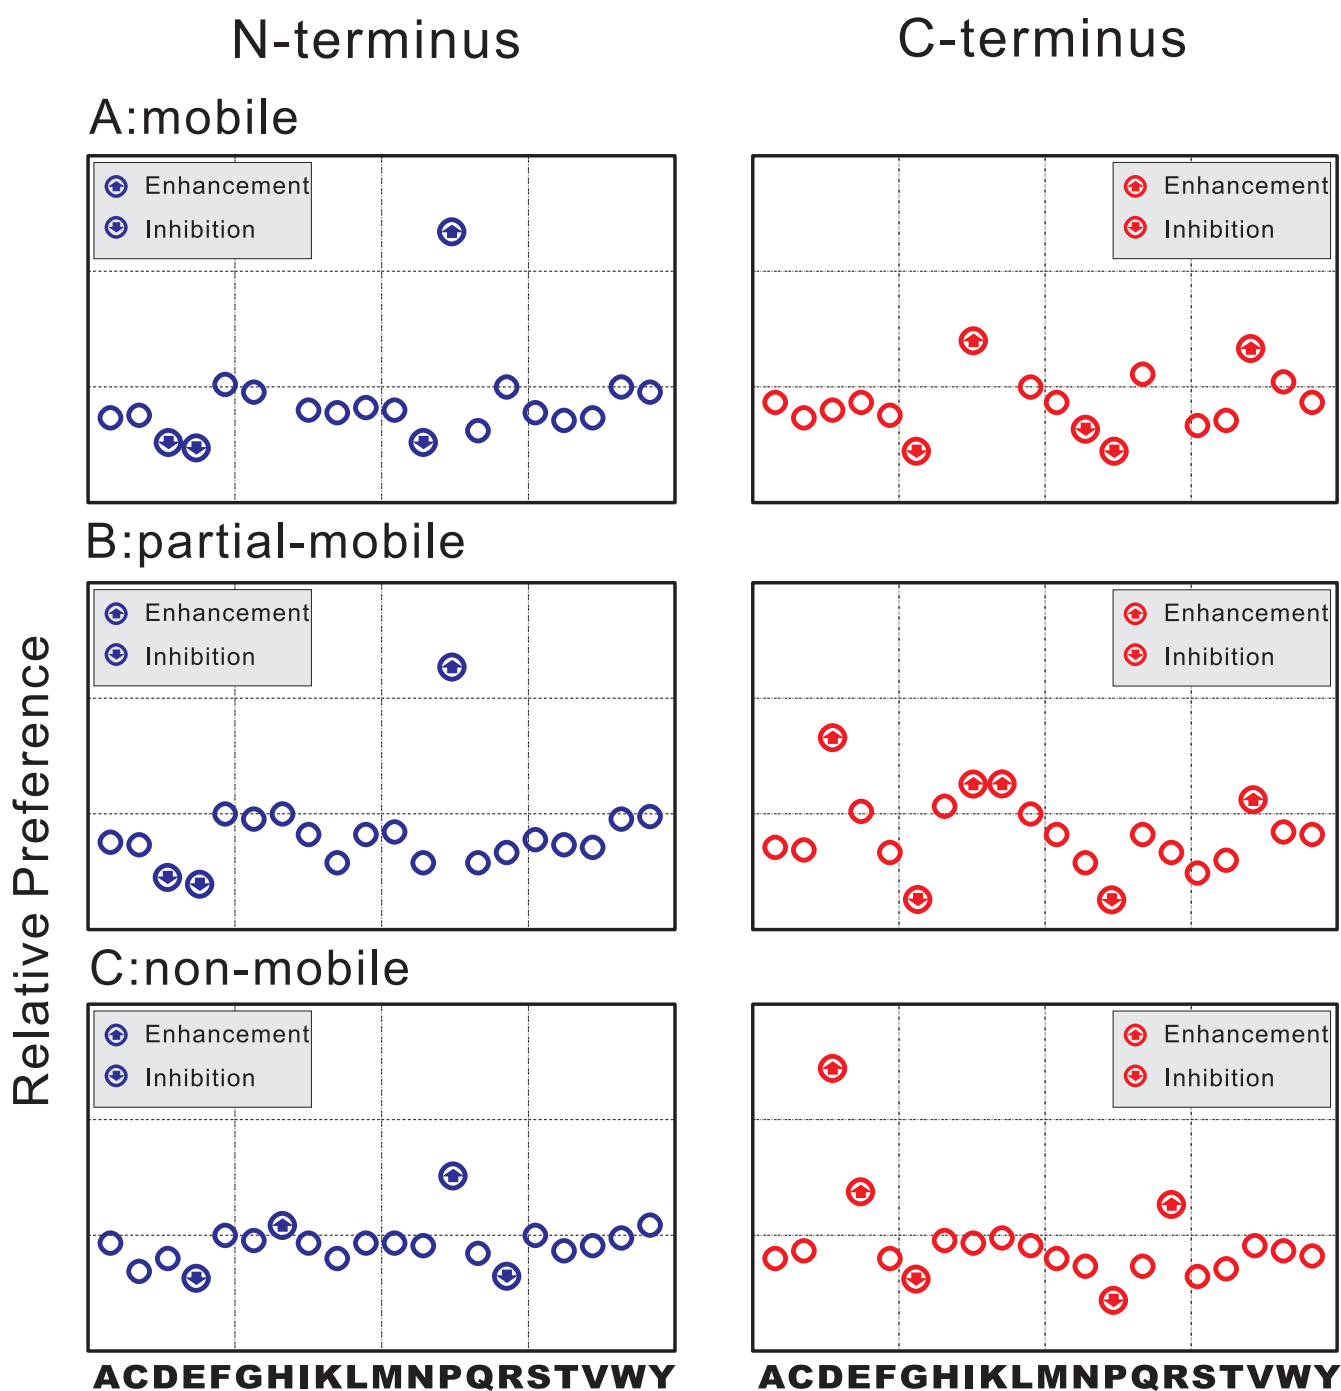 N-terminus
C-terminus
A:mobile
Enhancement
Inhibition
Enhancement
Inhibition
B:partial-mobile
Enhancement
Inhibition
Enhancement
Inhibition
C:non-mobile
Enhancement
Inhibition
Enhancement
Inhibition
Relative Preference
ACDEFGHIKLMNPQRSTVWY
ACDEFGHIKLMNPQRSTVWY